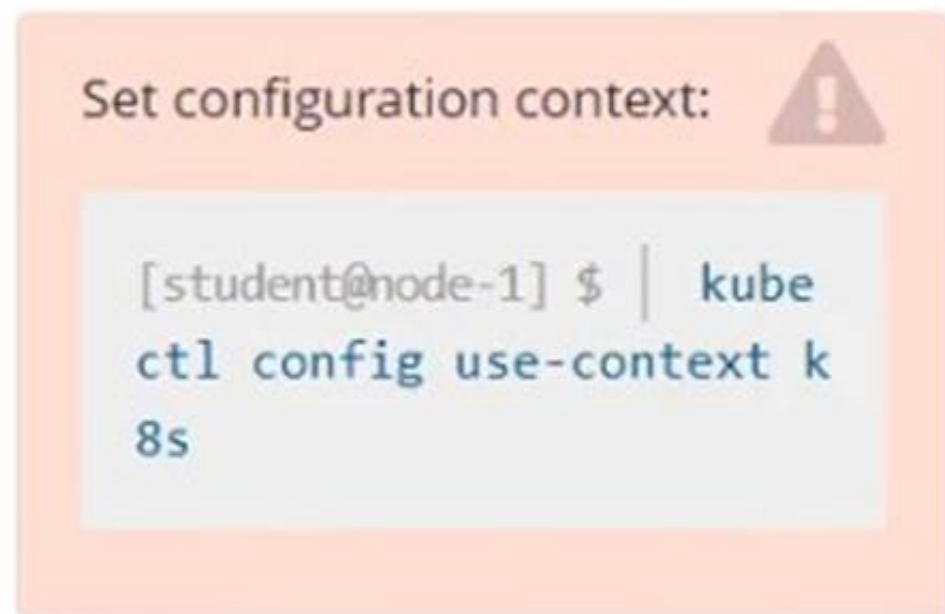 Set configuration context:
[student@node-1] $ | kube
ctl config use-context k
8s